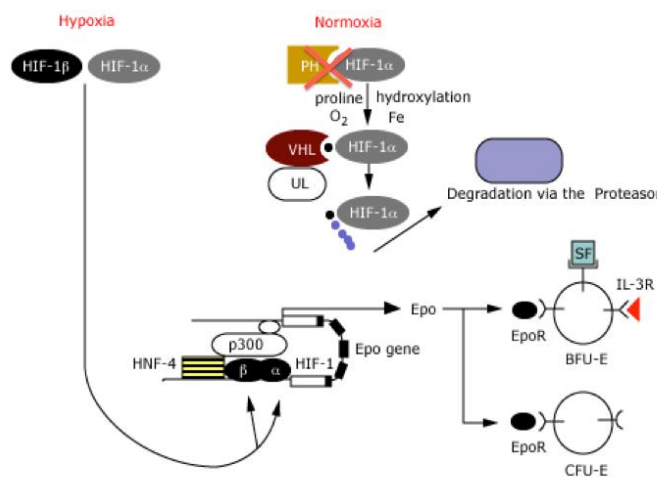 Hypoxia
Normoxia
HIF-1β
HIF-1α
PH
HIF-1α
proline hydroxylation
O2 Fe
VHL
HIF-1α
UL
HIF-1α
Degradation via the Proteasor
SF
IL-3R
Epo
EpoR
BFU-E
p300
Epo gene
HNF-4
β
α
HIF-1
EpoR
CFU-E